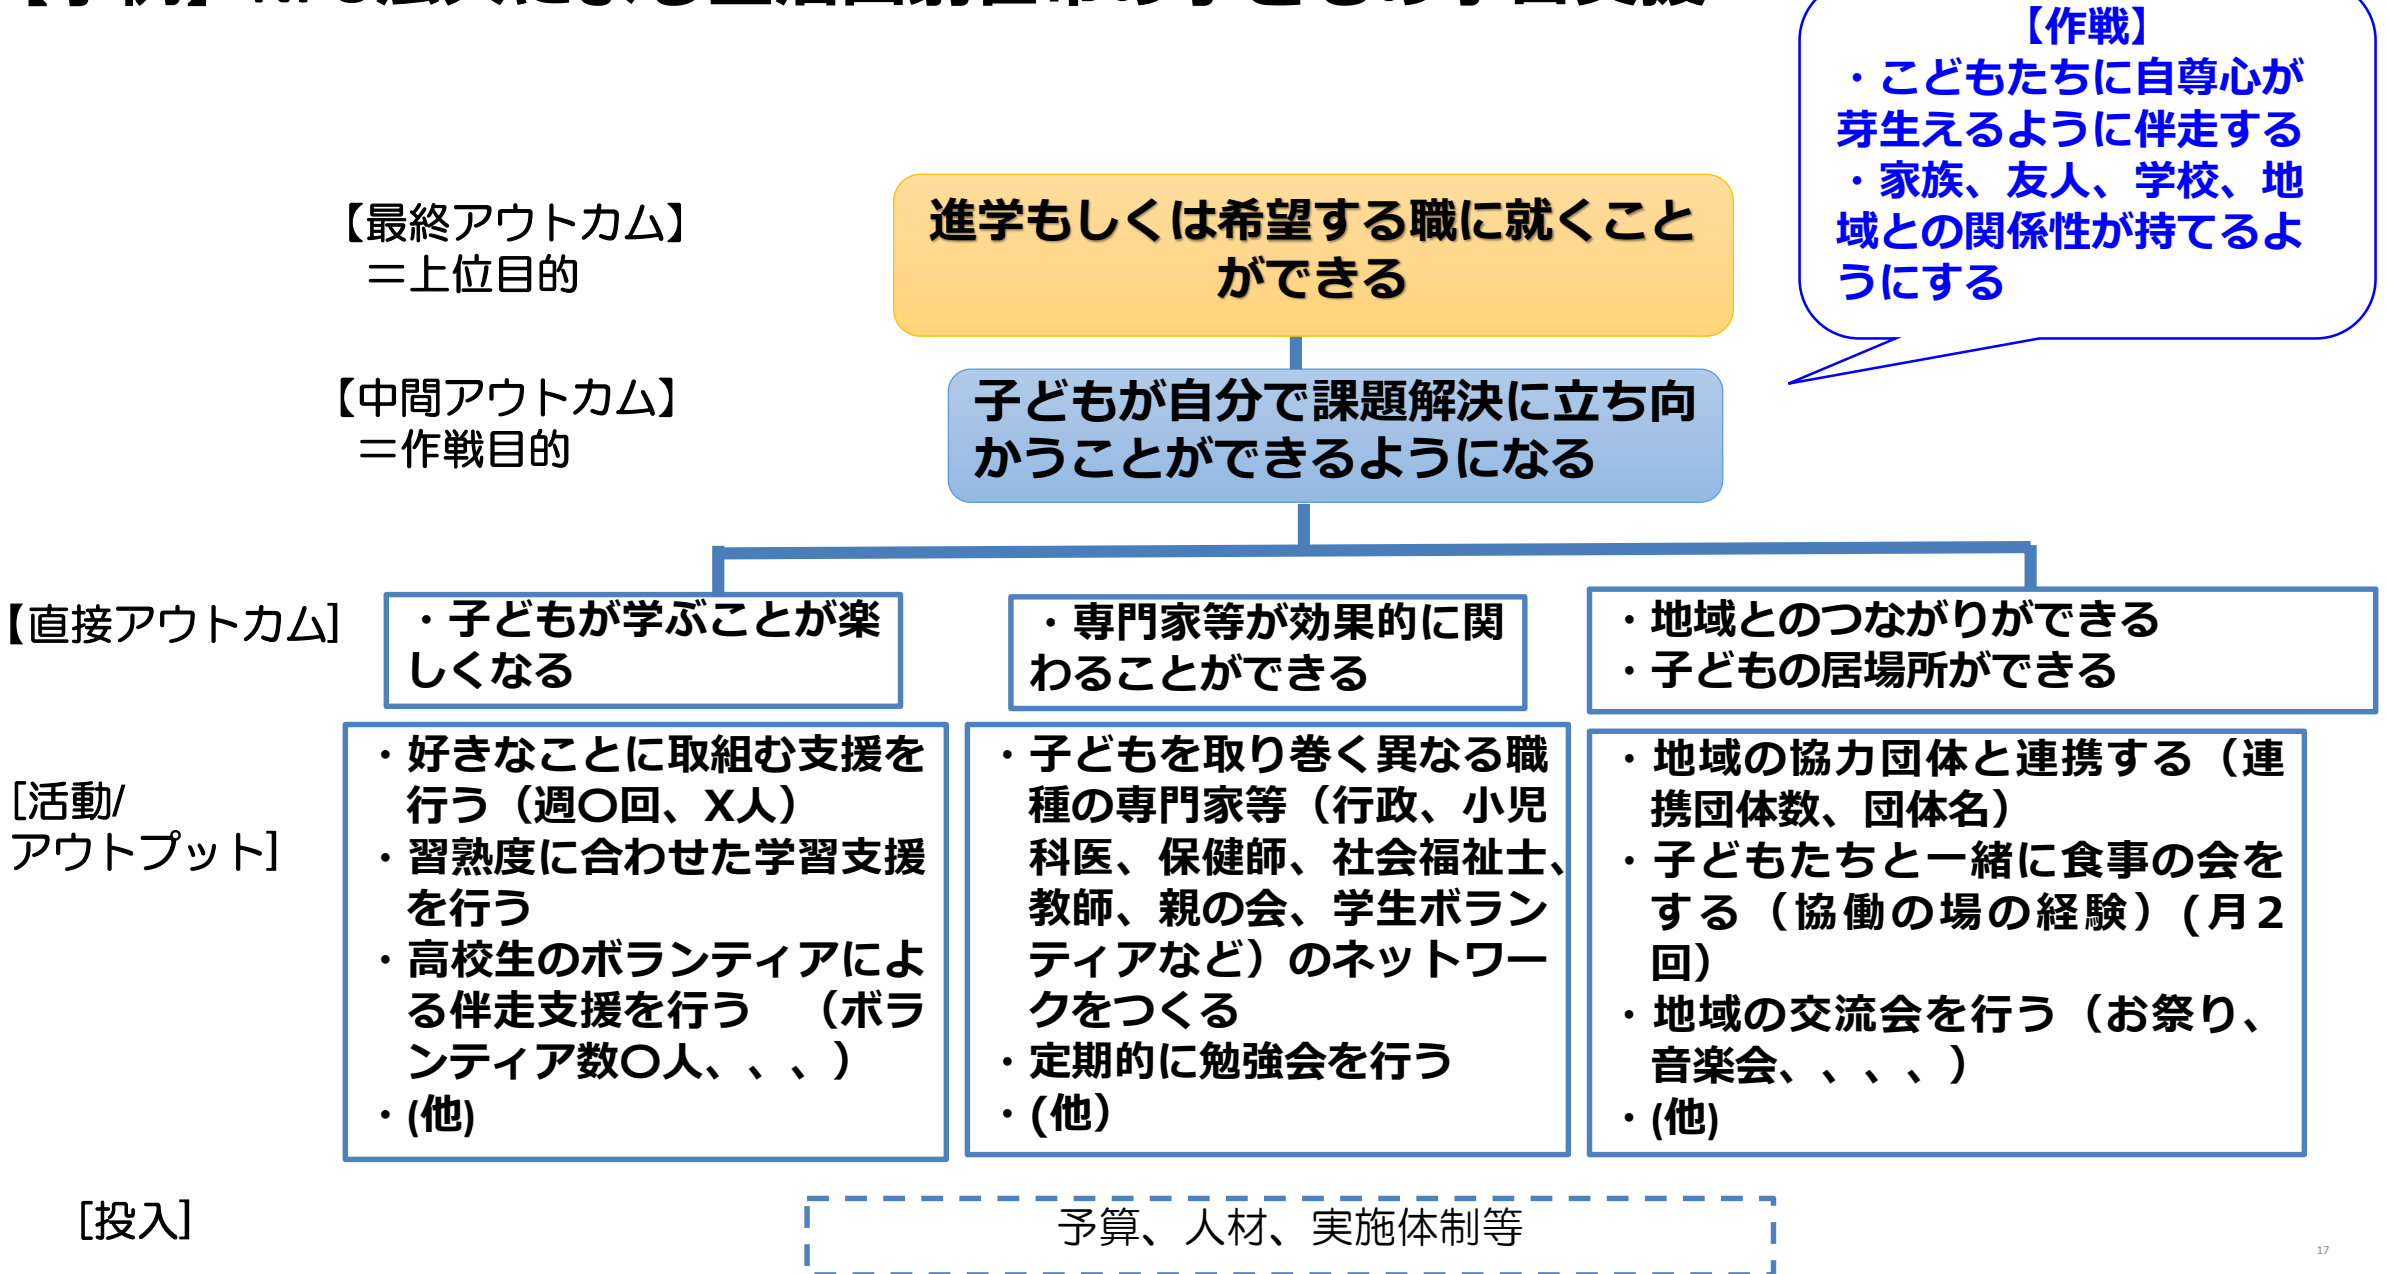 【作戦】
・こどもたちに自尊心が
芽生えるように伴走する
・家族、友人、学校、地
域との関係性が持てるよ
うにする
【最終アウトカム】
＝上位目的
進学もしくは希望する職に就くこと
ができる
【中間アウトカム】
＝作戦目的
子どもが自分で課題解決に立ち向
かうことができるようになる
【直接アウトカム]
・子どもが学ぶことが楽
しくなる
・専門家等が効果的に関
わることができる
・地域とのつながりができる
・子どもの居場所ができる
[活動/
アウトプット]
・好きなことに取組む支援を
行う（週〇回、X人）
・習熟度に合わせた学習支援
を行う
・高校生のボランティアによ
る伴走支援を行う　（ボラ
ンティア数〇人、、、）
・(他)
・子どもを取り巻く異なる職
種の専門家等（行政、小児
科医、保健師、社会福祉士、
教師、親の会、学生ボラン
ティアなど）のネットワー
クをつくる
・定期的に勉強会を行う
・(他）
・地域の協力団体と連携する（連
携団体数、団体名）
・子どもたちと一緒に食事の会を
する（協働の場の経験）(月2
回）
・地域の交流会を行う（お祭り、
音楽会、、、、）
・(他)
[投入]
予算、人材、実施体制等
17